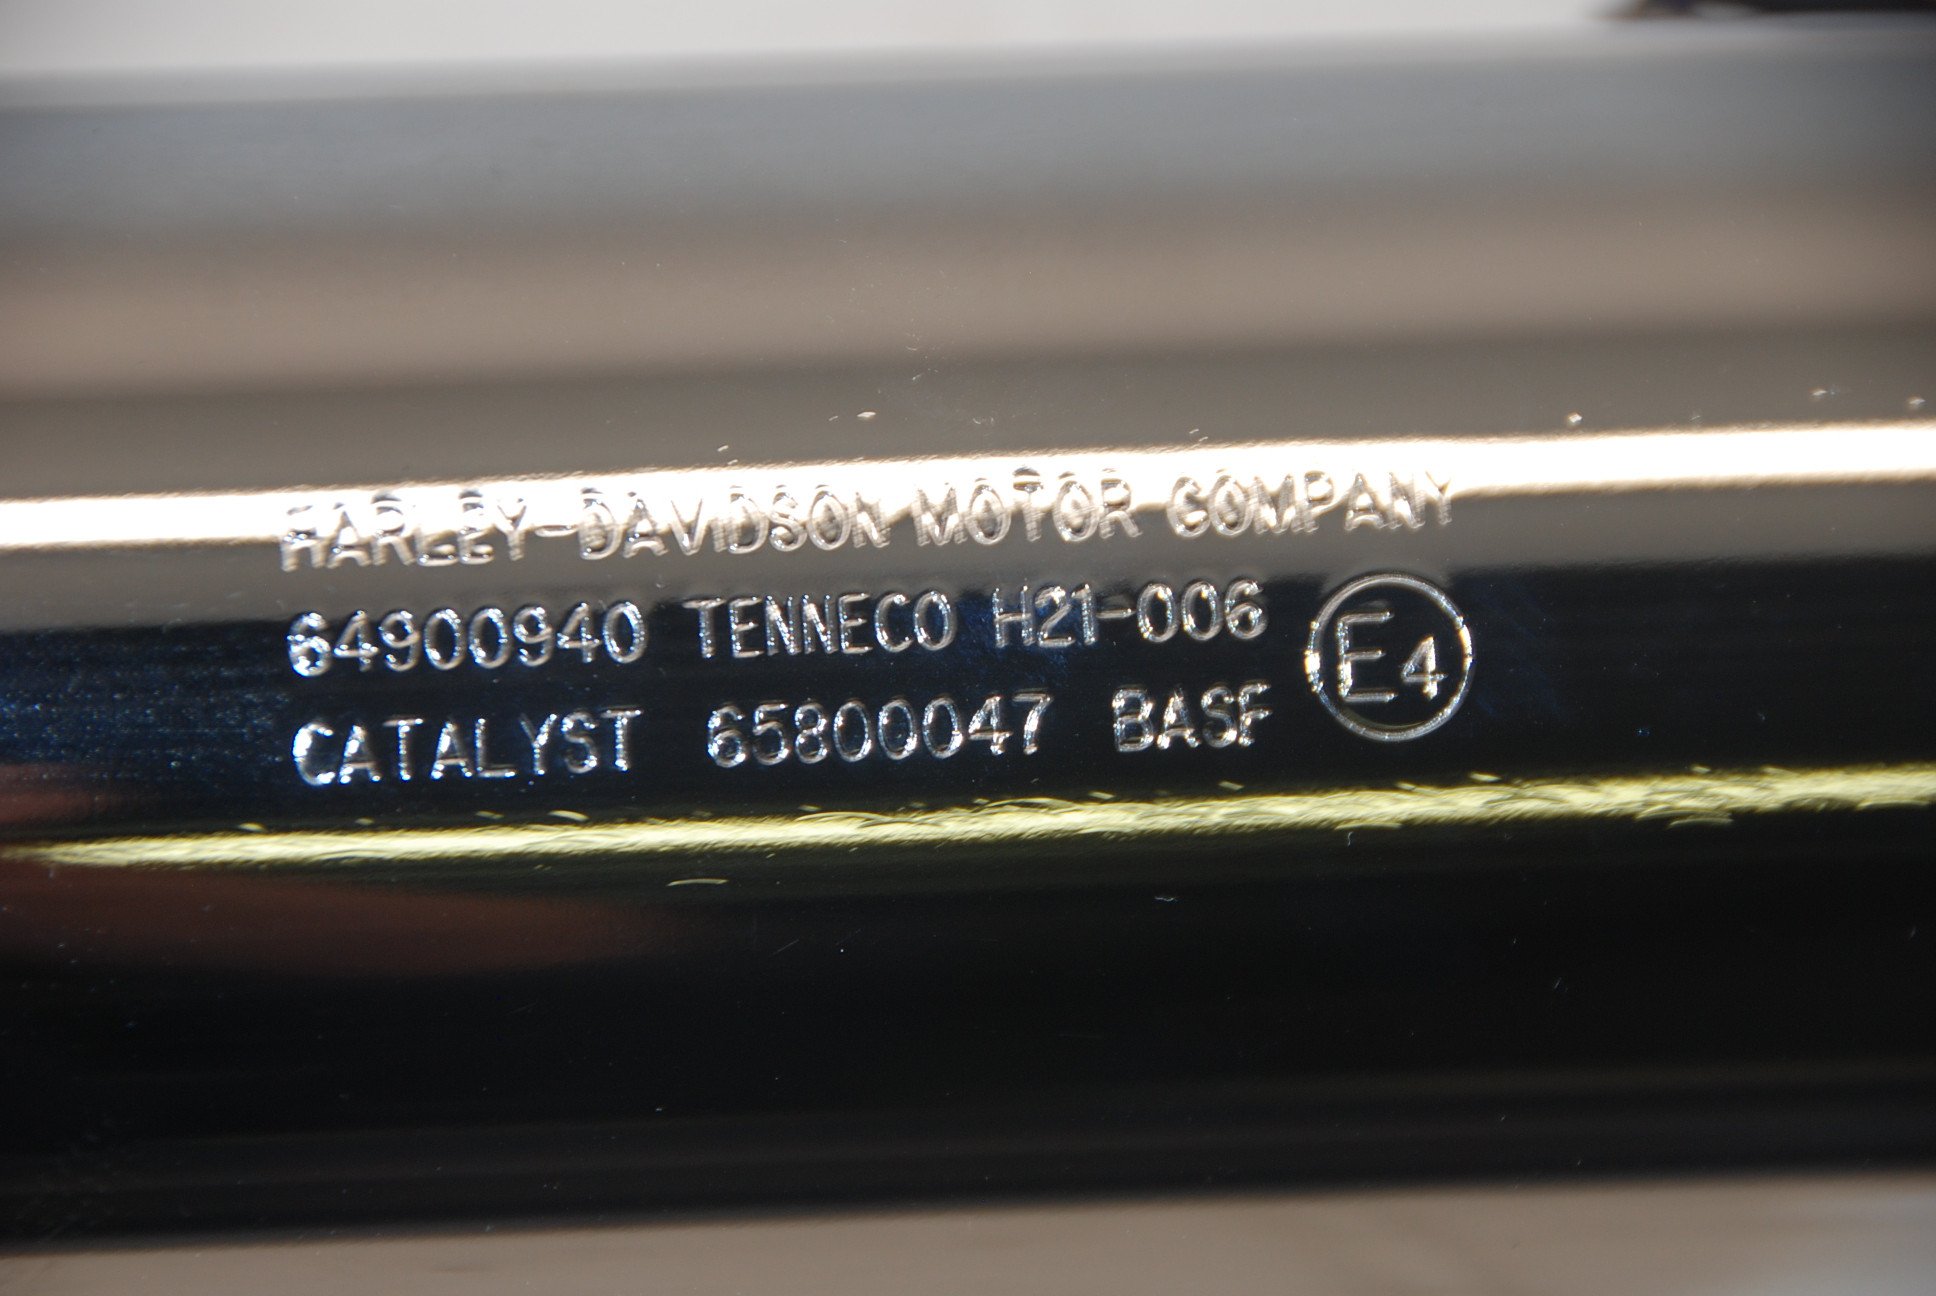 HARLEY-DAVIDSON MOTOR COMPANY
64900940 TENNECO H21-006
CATALYST 65800047 BASF
E4